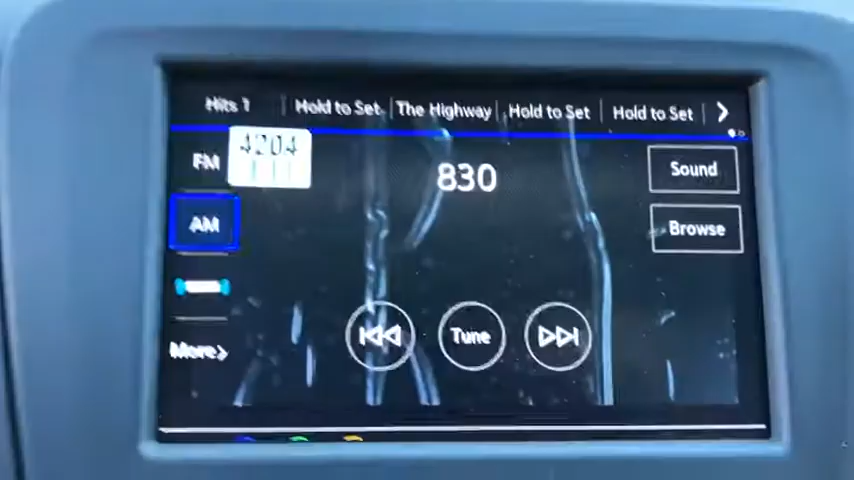 Hits 1 Hold to Set The Highway Hold to Set Hold to Set
FM 4204 830 Sound
AM Browse
Tune
More